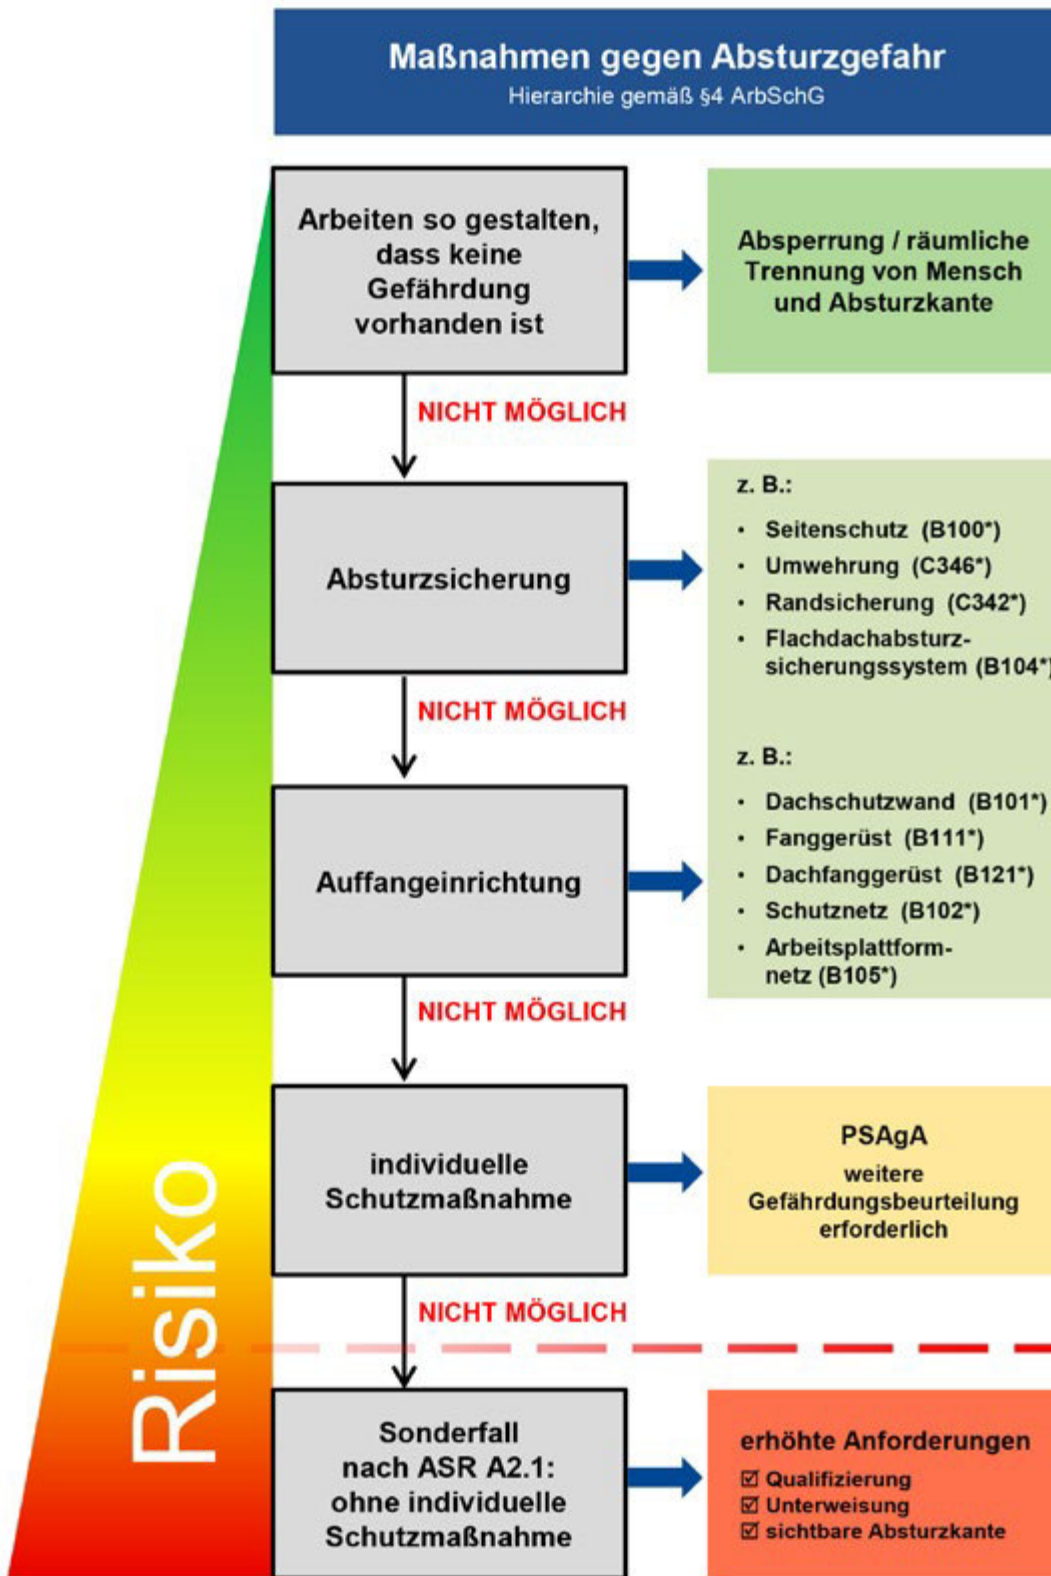 Maßnahmen gegen Absturzgefahr
Hierarchie gemäß §4 ArbSchG
Arbeiten so gestalten,
dass keine
Gefährdung
vorhanden ist
Absperrung / räumliche
Trennung von Mensch
und Absturzkante
NICHT MÖGLICH
Absturzsicherung
z. B.:
• Seitenschutz (B100*)
• Umwehrung (C346*)
• Randsicherung (C342*)
• Flachdachabsturz-
sicherungssystem (B104*)
NICHT MÖGLICH
Auffangeinrichtung
z. B.:
• Dachschutzwand (B101*)
• Fanggerüst (B111*)
• Dachfanggerüst (B121*)
• Schutznetz (B102*)
• Arbeitsplattform-
netz (B105*)
NICHT MÖGLICH
individuelle
Schutzmaßnahme
PSAgA
weitere
Gefährdungsbeurteilung
erforderlich
NICHT MÖGLICH
Sonderfall
nach ASR A2.1:
ohne individuelle
Schutzmaßnahme
erhöhte Anforderungen
☑ Qualifizierung
☑ Unterweisung
☑ sichtbare Absturzkante
Risiko